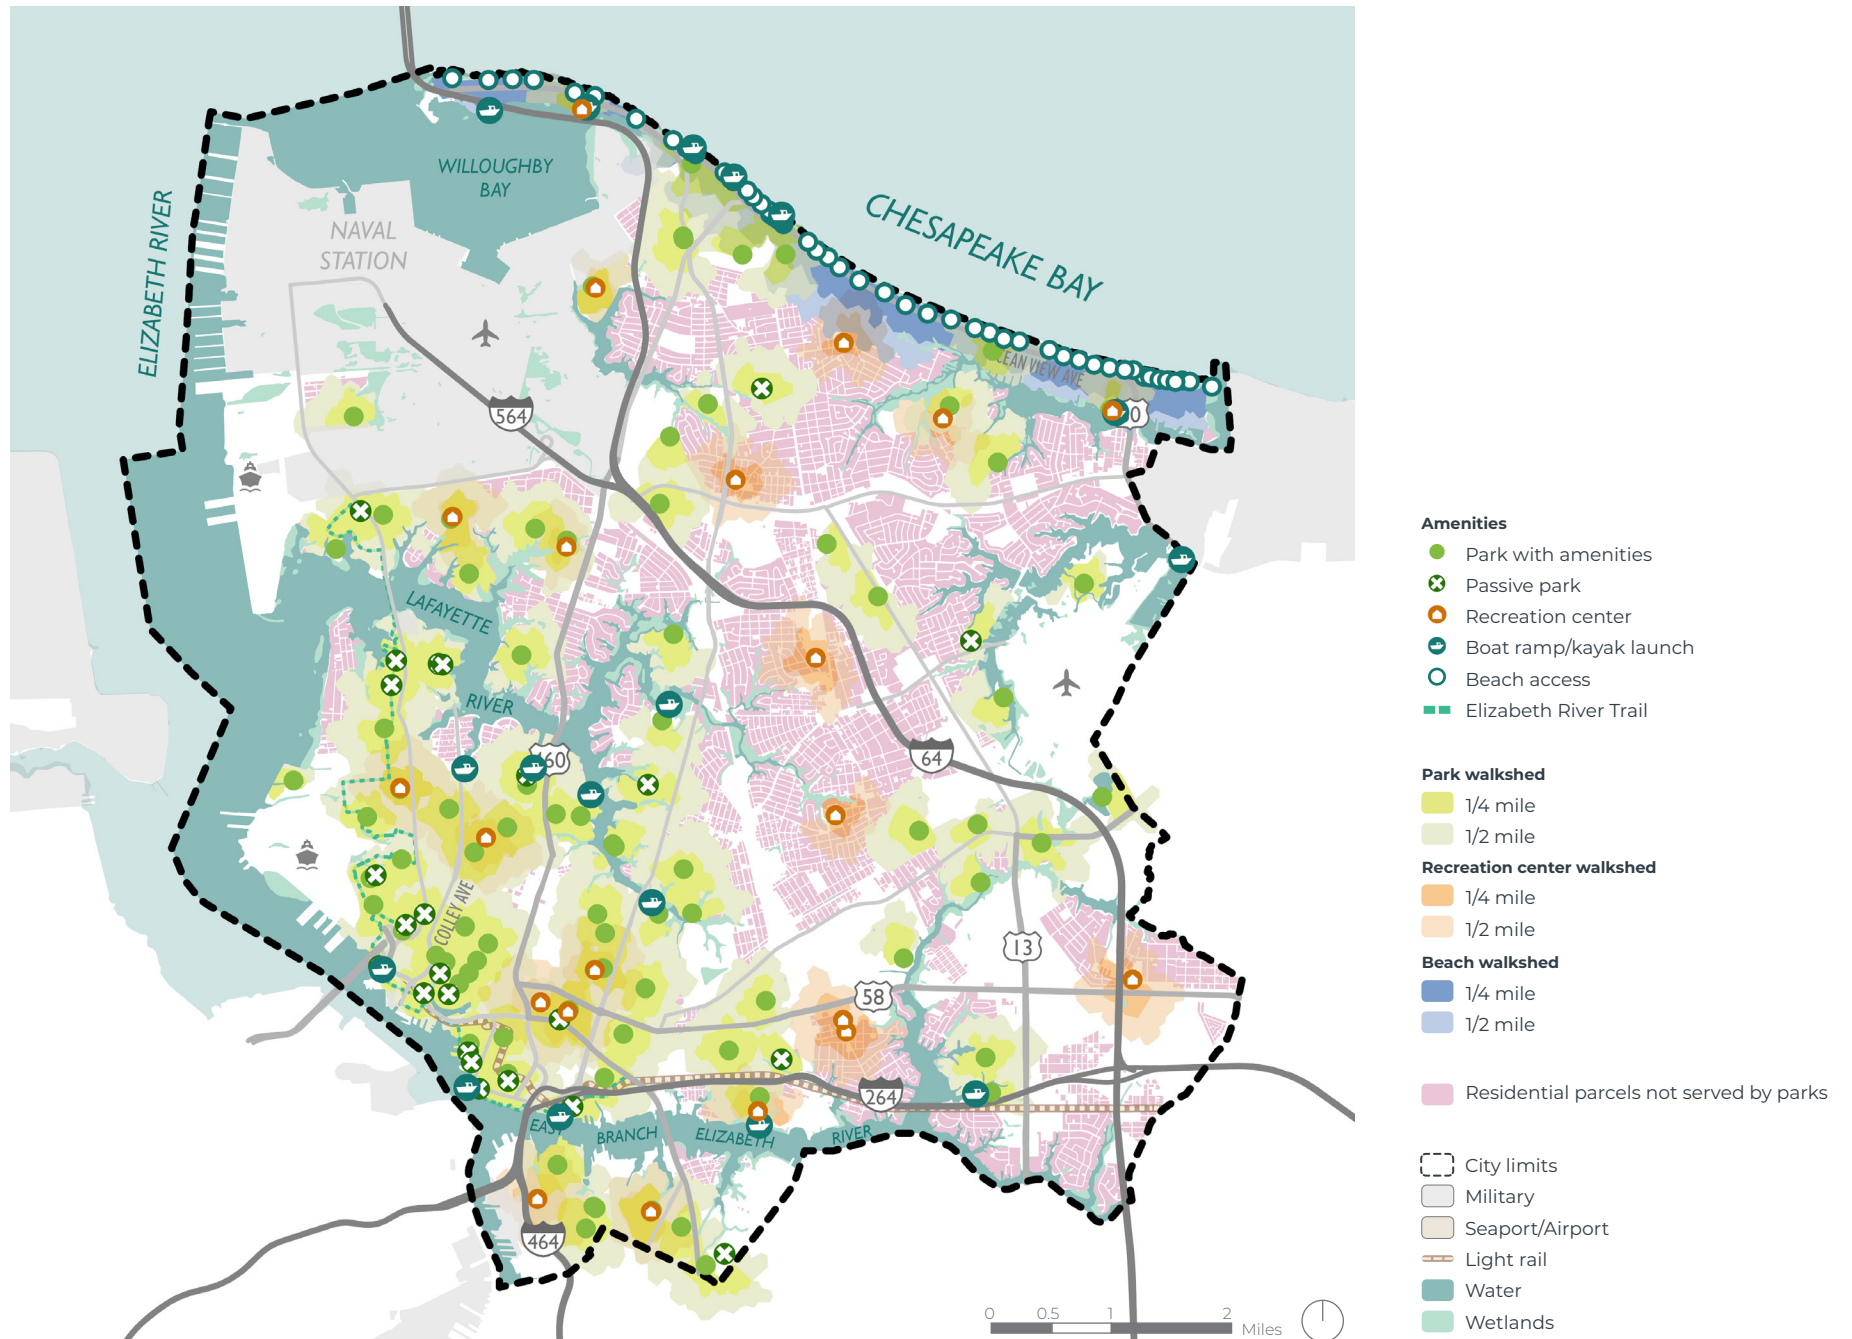 WILLOUGHBY
BAY
NAVAL
STATION
ELIZABETH RIVER
CHESAPEAKE BAY
564
OCEAN VIEW AVE
LAFAYETTE
RIVER
64
COLLEY AVE
13
58
264
EAST
BRANCH
ELIZABETH
RIVER
464
0 0.5 1 2
Miles
Amenities
Park with amenities
Passive park
Recreation center
Boat ramp/kayak launch
Beach access
Elizabeth River Trail
Park walkshed
1/4 mile
1/2 mile
Recreation center walkshed
1/4 mile
1/2 mile
Beach walkshed
1/4 mile
1/2 mile
Residential parcels not served by parks
City limits
Military
Seaport/Airport
Light rail
Water
Wetlands